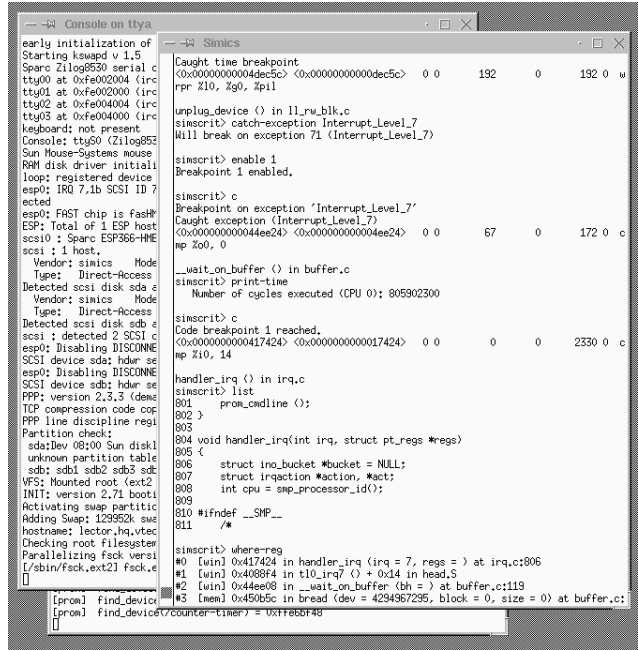 Console on ttya
early initialization of
Starting kswapd v 1.5
Sparc Zilog8530 serial c
tty00 at 0xfe002004 (irc
tty01 at 0xfe002000 (irc
tty02 at 0xfe004004 (irc
tty03 at 0xfe004000 (irc
keyboard: not present
Console: ttyS0 (Zilog853
Sun Mouse-Systems mouse
RAM disk driver initiali
loop: registered device
esp0: IRQ 7,1b SCSI ID 7
ected
esp0: FAST chip is fasHM
ESP: Total of 1 ESP host
scsi0 : Sparc ESP366-HME
scsi : 1 host.
Vendor: simics Mode
Type: Direct-Access
Detected scsi disk sda a
Vendor: simics Mode
Type: Direct-Access
Detected scsi disk sdb a
scsi : detected 2 SCSI d
esp0: Disabling DISCONNE
SCSI device sda: hdwr se
esp0: Disabling DISCONNE
SCSI device sdb: hdwr se
PPP: version 2.3.3 (dema
TCP compression code cop
PPP line discipline regi
Partition check:
sda:Dev 08:00 Sun diskl
unknown partition table
sdb: sdb1 sdb2 sdb3 sdb
VFS: Mounted root (ext2
INIT: version 2.71 booti
Activating swap partitic
Adding Swap: 129952k swa
hostname: lector.hq.vtec
Checking root filesystem
Parallelizing fsck versi
[/sbin/fsck.ext2] fsck.e
Simics
Caught time breakpoint
<0x00000000004dec5c> <0x00000000000dec5c> 0 0 192 0 192 0 w
rpr %l0, %g0, %pil
unplug_device () in ll_rw_blk.c
simscrit> catch-exception Interrupt_Level_7
Will break on exception 71 (Interrupt_Level_7)
simscrit> enable 1
Breakpoint 1 enabled.
simscrit> c
Breakpoint on exception 'Interrupt_Level_7'
Caught exception (Interrupt_Level_7)
<0x000000000044ee24> <0x000000000004ee24> 0 0 67 0 172 0 c
mp %o0, 0
__wait_on_buffer () in buffer.c
simscrit> print-time
Number of cycles executed (CPU 0): 805902300
simscrit> c
Code breakpoint 1 reached.
<0x0000000000417424> <0x0000000000017424> 0 0 0 0 2330 0 c
mp %i0, 14
handler_irq () in irq.c
simscrit> list
801 prom_cmdline ();
802 }
803
804 void handler_irq(int irq, struct pt_regs *regs)
805 {
806 struct ino_bucket *bucket = NULL;
807 struct irqaction *action, *act;
808 int cpu = smp_processor_id();
809
810 #ifndef __SMP__
811 /*
simscrit> where-reg
#0 [win] 0x417424 in handler_irq (irq = 7, regs = ) at irq.c:806
#1 [win] 0x4088f4 in tl0_irq7 () + 0x14 in head.S
#2 [win] 0x44ee08 in __wait_on_buffer (bh = ) at buffer.c:119
#3 [mem] 0x450b5c in bread (dev = 4294967295, block = 0, size = 0) at buffer.c:
[prom] find_device
[prom] find_device(/counter-timer) = 0xffe6bf48